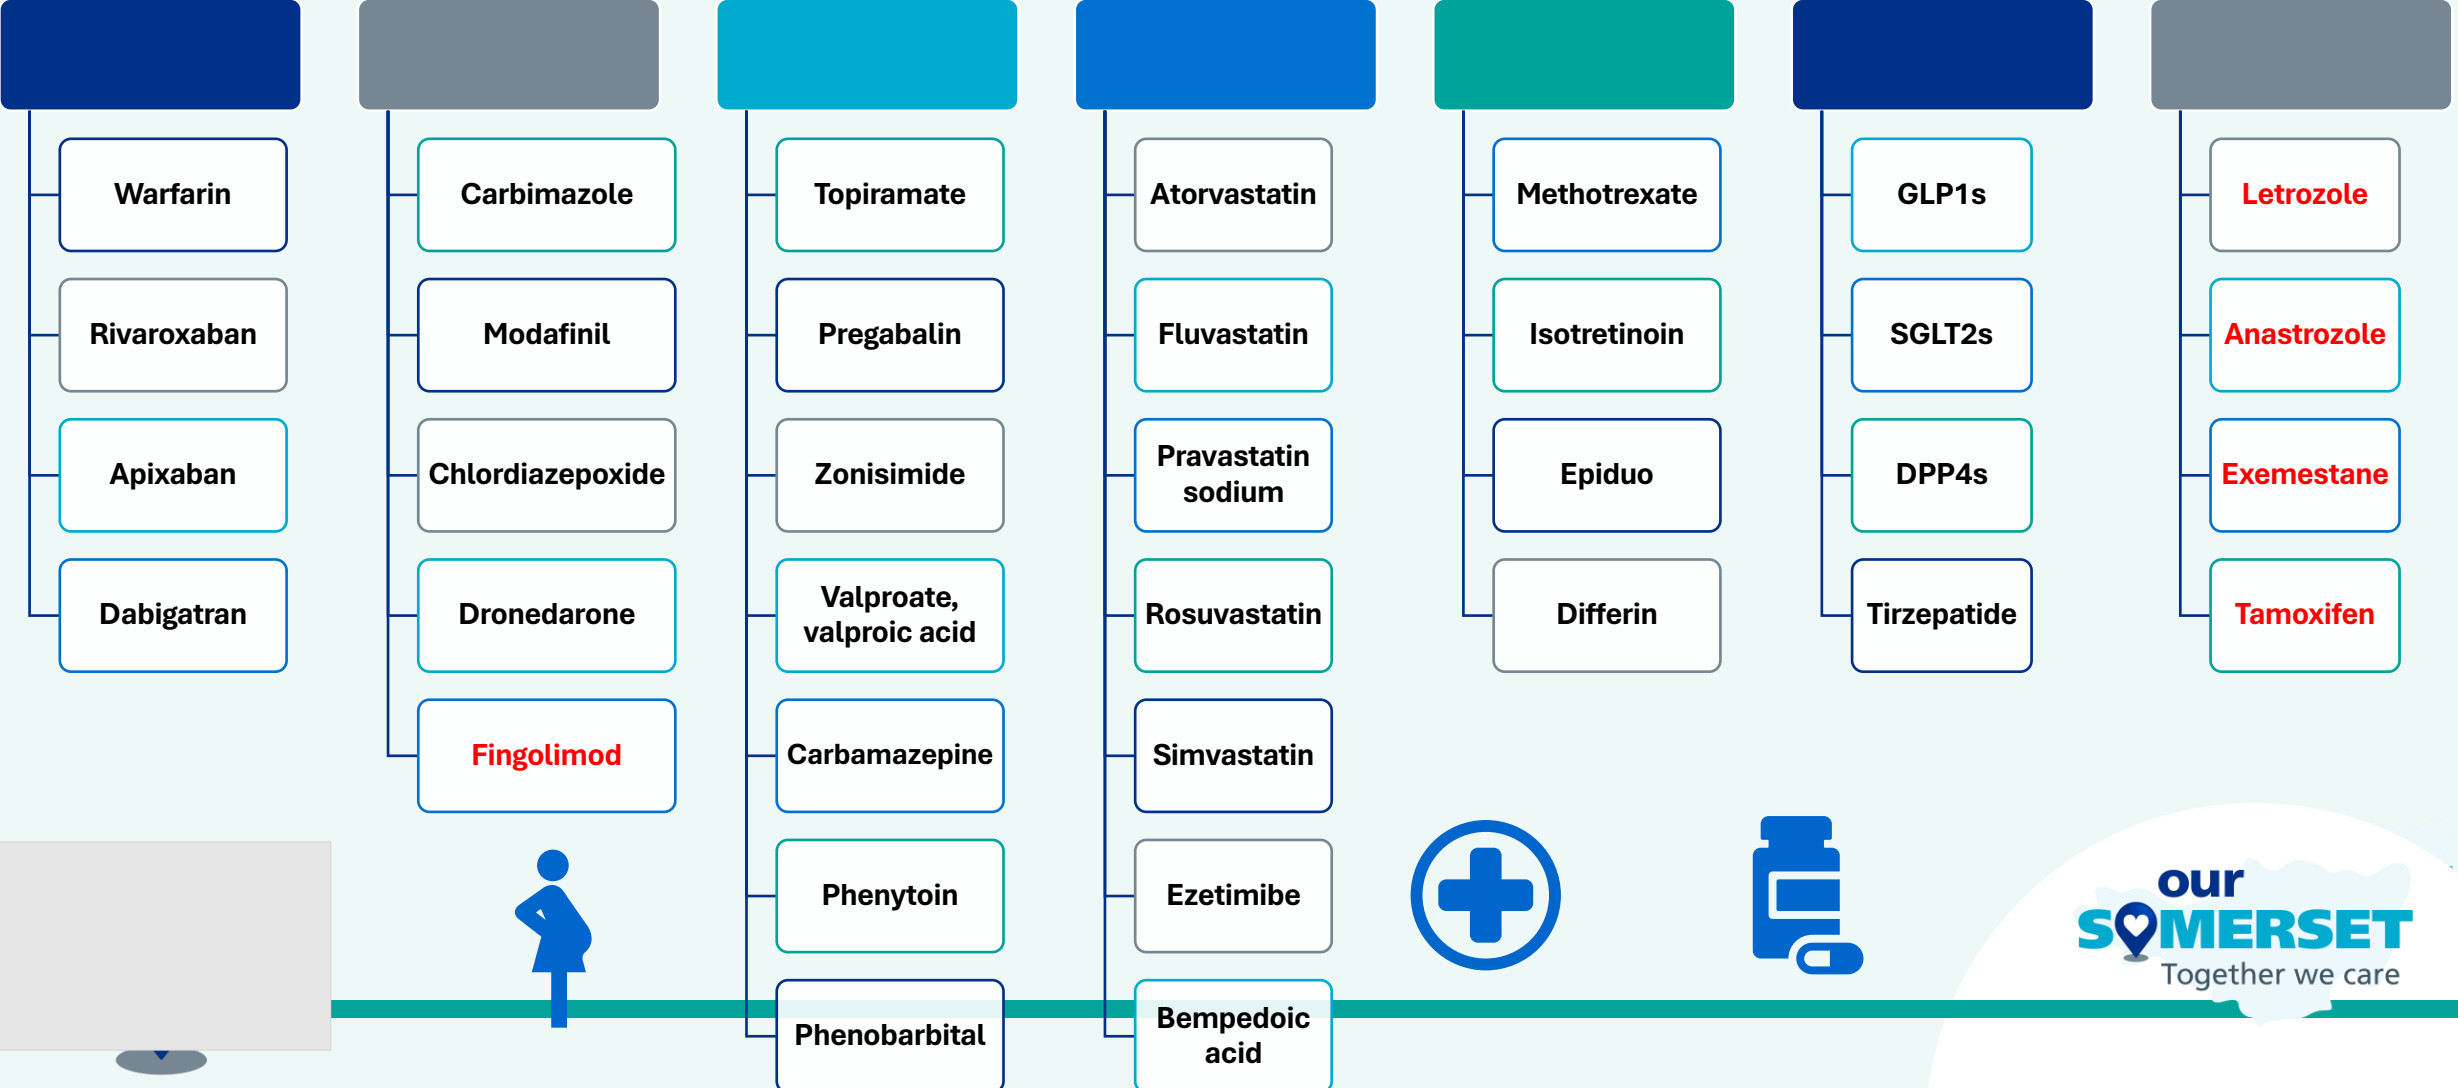 Warfarin
Rivaroxaban
Apixaban
Dabigatran
Carbimazole
Modafinil
Chlordiazepoxide
Dronedarone
Fingolimod
Topiramate
Pregabalin
Zonisimide
Valproate,
valproic acid
Carbamazepine
Phenytoin
Phenobarbital
Atorvastatin
Fluvastatin
Pravastatin
sodium
Rosuvastatin
Simvastatin
Ezetimibe
Bempedoic
acid
Methotrexate
Isotretinoin
Epiduo
Differin
GLP1s
SGLT2s
DPP4s
Tirzepatide
Letrozole
Anastrozole
Exemestane
Tamoxifen
our
SOMERSET
Together we care